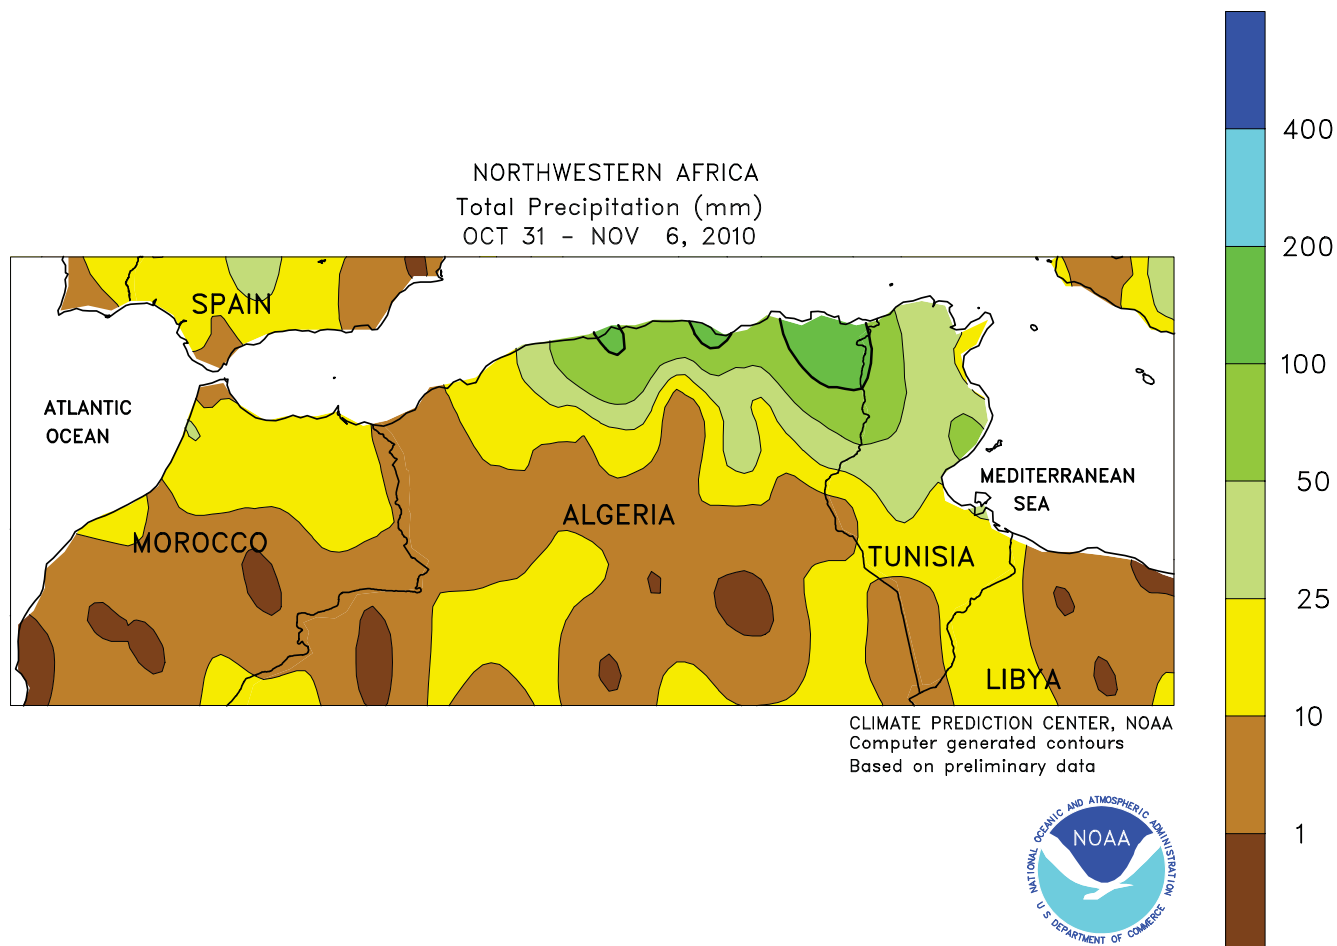 NORTHWESTERN AFRICA
Total Precipitation (mm)
OCT 31 - NOV 6, 2010
400
200
100
50
25
10
1
SPAIN
ATLANTIC
OCEAN
MEDITERRANEAN
SEA
ALGERIA
MOROCCO
TUNISIA
LIBYA
CLIMATE PREDICTION CENTER, NOAA
Computer generated contours
Based on preliminary data
NATIONAL OCEANIC AND ATMOSPHERIC ADMINISTRATION
NOAA
U S DEPARTMENT OF COMMERCE